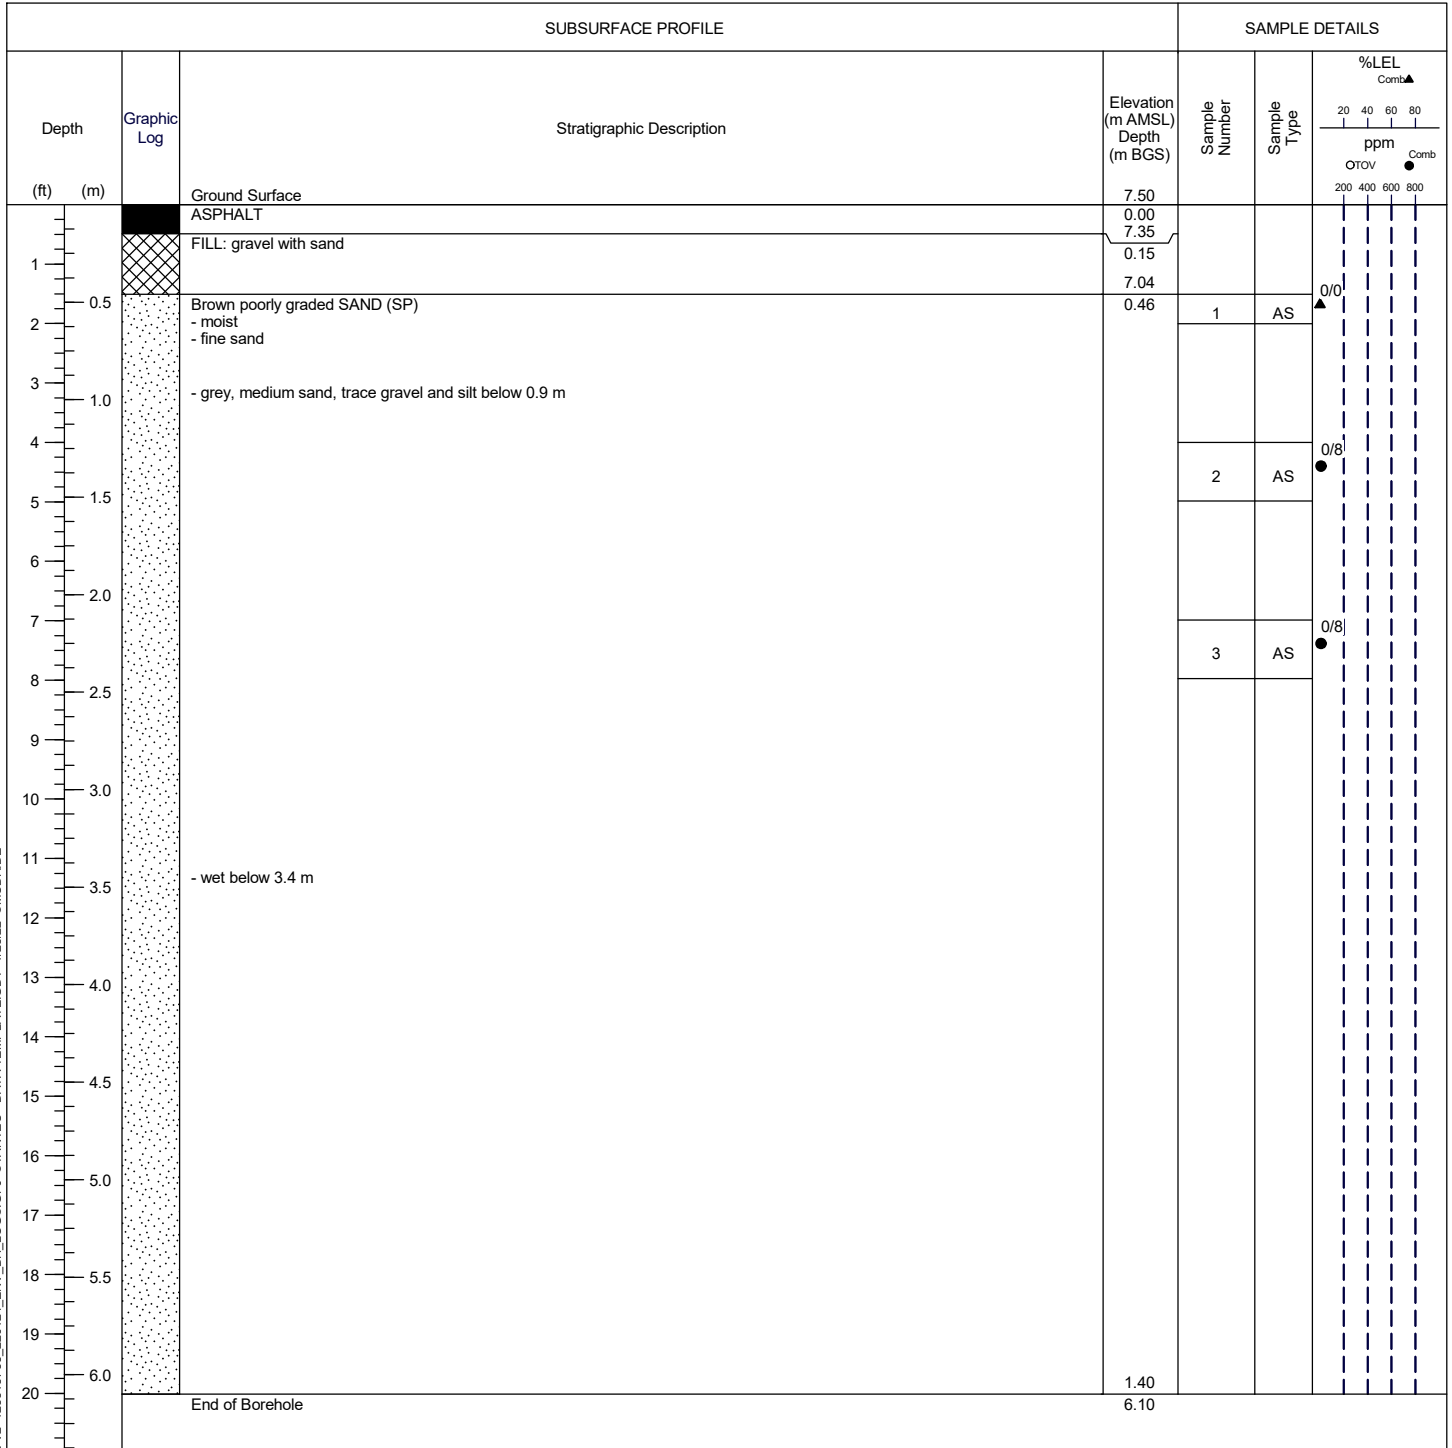 SUBSURFACE PROFILE
SAMPLE DETAILS
Depth
(ft) (m)
Graphic
Log
Stratigraphic Description
Elevation
(m AMSL)
Depth
(m BGS)
Sample
Number
Sample
Type
%LEL
Comb
20 40 60 80
ppm
TOV
Comb
200 400 600 800
Ground Surface
7.50
ASPHALT
0.00
7.35
FILL: gravel with sand
0.15
1
7.04
0/0
0.5
Brown poorly graded SAND (SP)
0.46
1 AS
- moist
2
- fine sand
3
- grey, medium sand, trace gravel and silt below 0.9 m
1.0
4
0/8
2 AS
1.5
5
6
2.0
7
0/8
3 AS
8
2.5
9
3.0
10
11
- wet below 3.4 m
3.5
12
13
4.0
14
4.5
15
16
5.0
17
18
5.5
19
6.0
1.40
20
End of Borehole
6.10